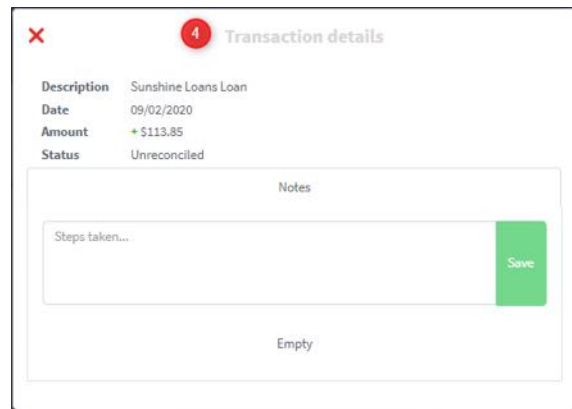 4 Transaction details
Description Sunshine Loans Loan
Date 09/02/2020
Amount + $113.85
Status Unreconciled
Notes
Steps taken...
Save
Empty